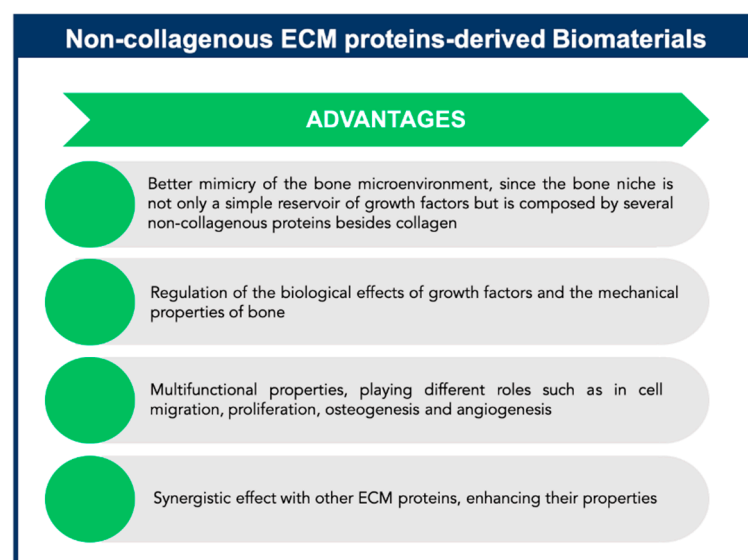 Non-collagenous ECM proteins-derived Biomaterials
ADVANTAGES
Better mimicry of the bone microenvironment, since the bone niche is
not only a simple reservoir of growth factors but is composed by several
non-collagenous proteins besides collagen
Regulation of the biological effects of growth factors and the mechanical
properties of bone
Multifunctional properties, playing different roles such as in cell
migration, proliferation, osteogenesis and angiogenesis
Synergistic effect with other ECM proteins, enhancing their properties